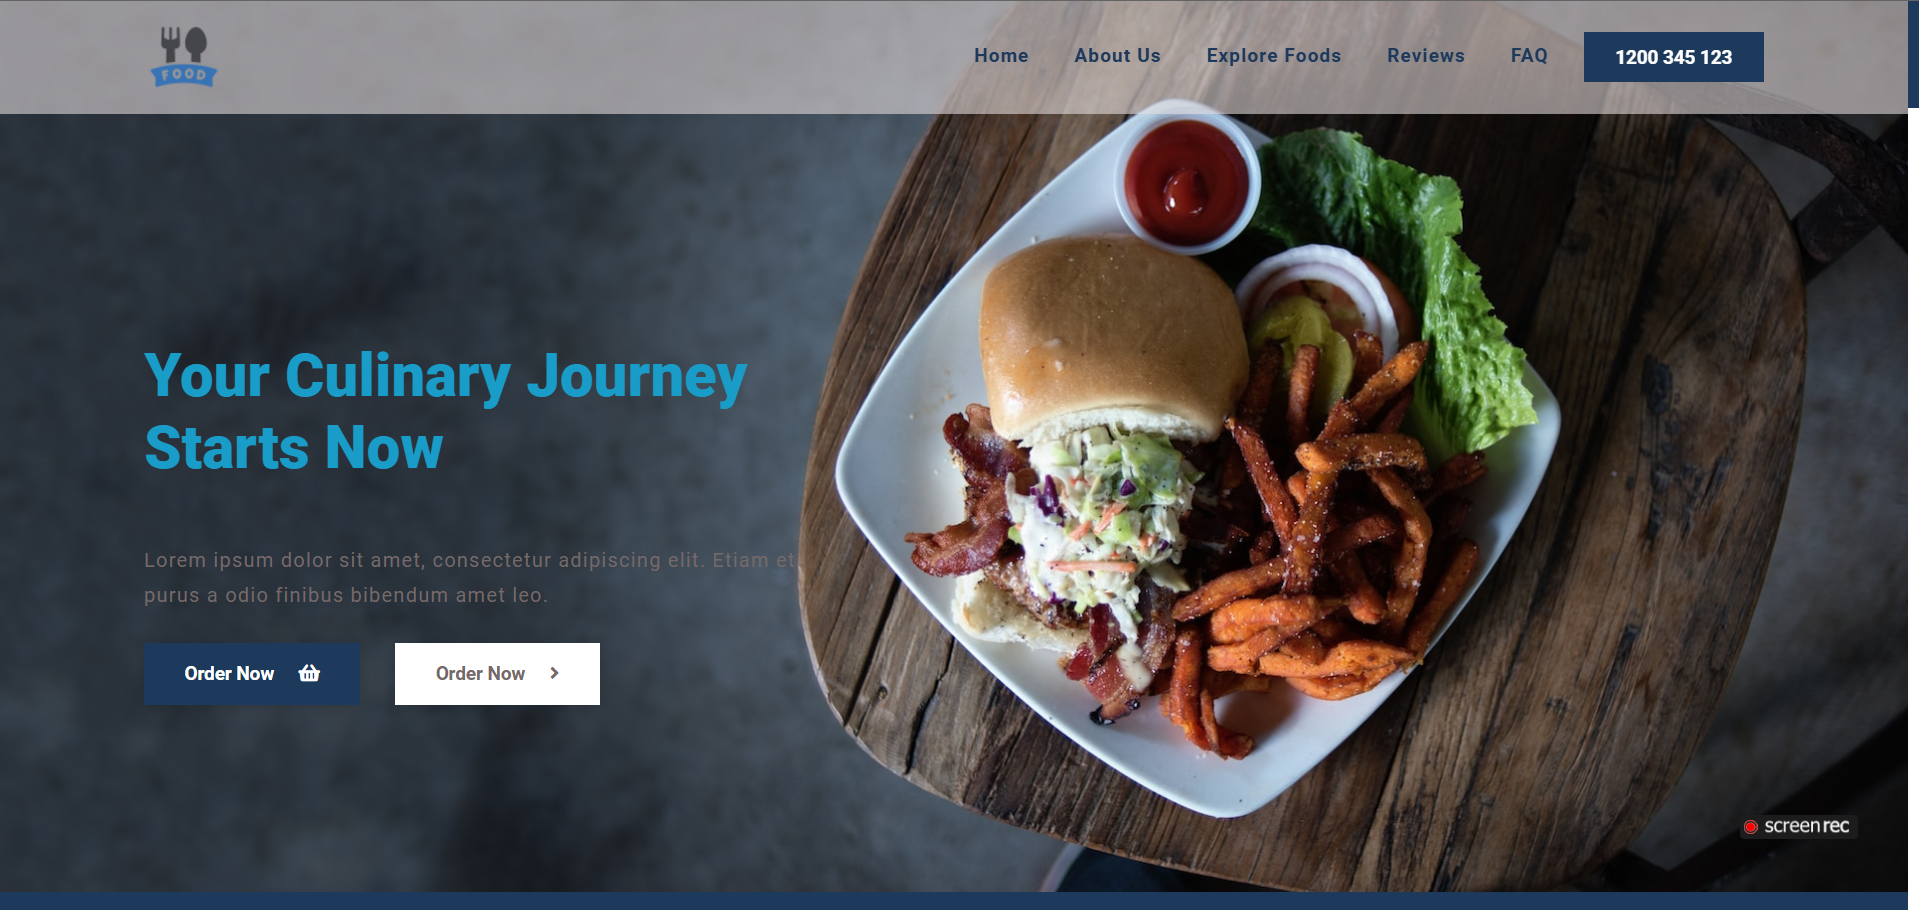 FOOD
Home
About Us
Explore Foods
Reviews
FAQ
1200 345 123
Your Culinary Journey
Starts Now
Lorem ipsum dolor sit amet, consectetur adipiscing elit. Etiam et
purus a odio finibus bibendum amet leo.
Order Now
Order Now
screenrec